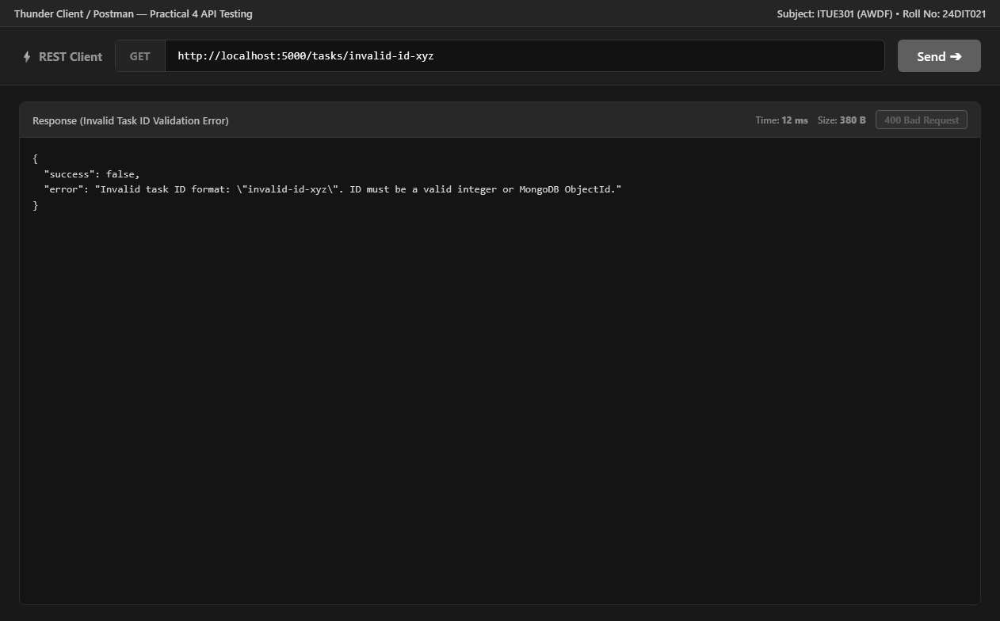 Thunder Client / Postman — Practical 4 API Testing
Subject: ITUE301 (AWDF) • Roll No: 24DIT021
REST Client GET http://localhost:5000/tasks/invalid-id-xyz Send ➔
Response (Invalid Task ID Validation Error)
Time: 12 ms Size: 380 B 400 Bad Request
{
  "success": false,
  "error": "Invalid task ID format: \"invalid-id-xyz\". ID must be a valid integer or MongoDB ObjectId."
}